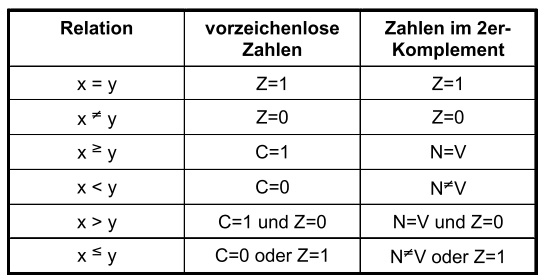 Relation vorzeichenlose Zahlen Zahlen im 2er-Komplement
x = y Z=1 Z=1
x ≠ y Z=0 Z=0
x ≥ y C=1 N=V
x < y C=0 N≠V
x > y C=1 und Z=0 N=V und Z=0
x ≤ y C=0 oder Z=1 N≠V oder Z=1